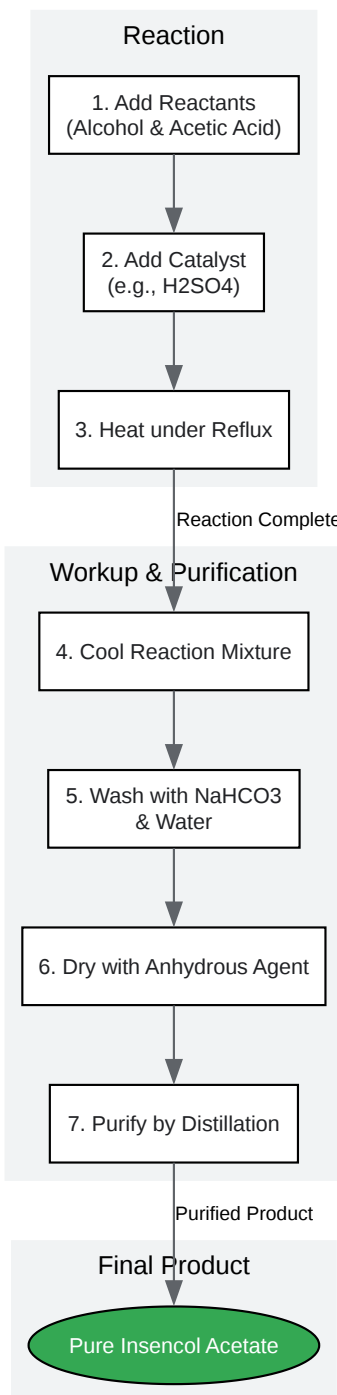 Reaction
1. Add Reactants
(Alcohol & Acetic Acid)
2. Add Catalyst
(e.g., H2SO4)
3. Heat under Reflux
Reaction Complete
Workup & Purification
4. Cool Reaction Mixture
5. Wash with NaHCO3
& Water
6. Dry with Anhydrous Agent
7. Purify by Distillation
Purified Product
Final Product
Pure Insencol Acetate